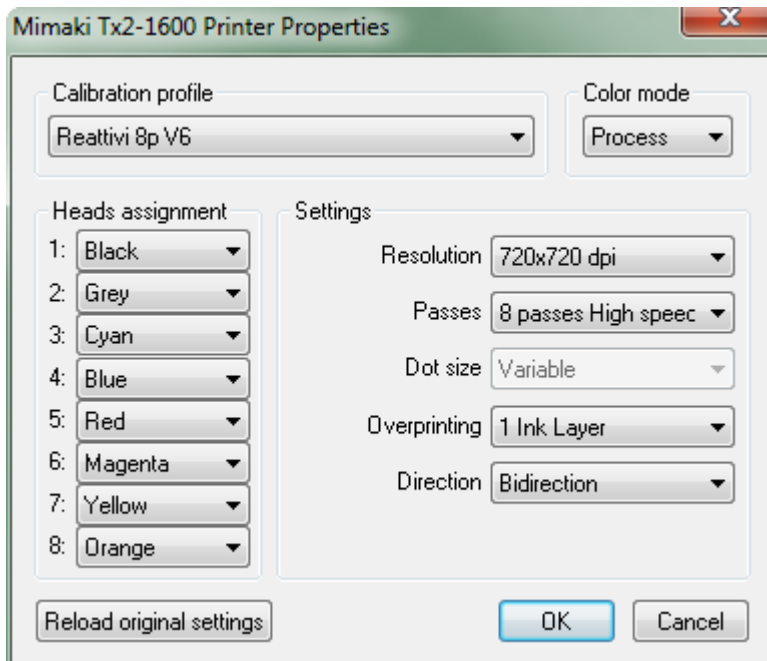 Mimaki Tx2-1600 Printer Properties
Calibration profile
Reattivi 8p V6
Color mode
Process
Heads assignment
1: Black
2: Grey
3: Cyan
4: Blue
5: Red
6: Magenta
7: Yellow
8: Orange
Settings
Resolution 720x720 dpi
Passes 8 passes High speec
Dot size Variable
Overprinting 1 Ink Layer
Direction Bidirection
Reload original settings
OK
Cancel